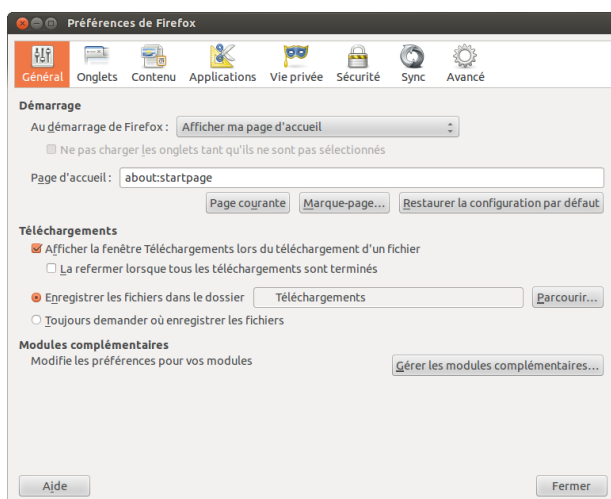 Préférences de Firefox
Général Onglets Contenu Applications Vie privée Sécurité Sync Avancé
Démarrage
Au démarrage de Firefox : Afficher ma page d'accueil
Ne pas charger les onglets tant qu'ils ne sont pas sélectionnés
Page d'accueil : about:startpage
Page courante Marque-page... Restaurer la configuration par défaut
Téléchargements
Afficher la fenêtre Téléchargements lors du téléchargement d'un fichier
La refermer lorsque tous les téléchargements sont terminés
Enregistrer les fichiers dans le dossier Téléchargements Parcourir...
Toujours demander où enregistrer les fichiers
Modules complémentaires
Modifie les préférences pour vos modules Gérer les modules complémentaires...
Aide Fermer